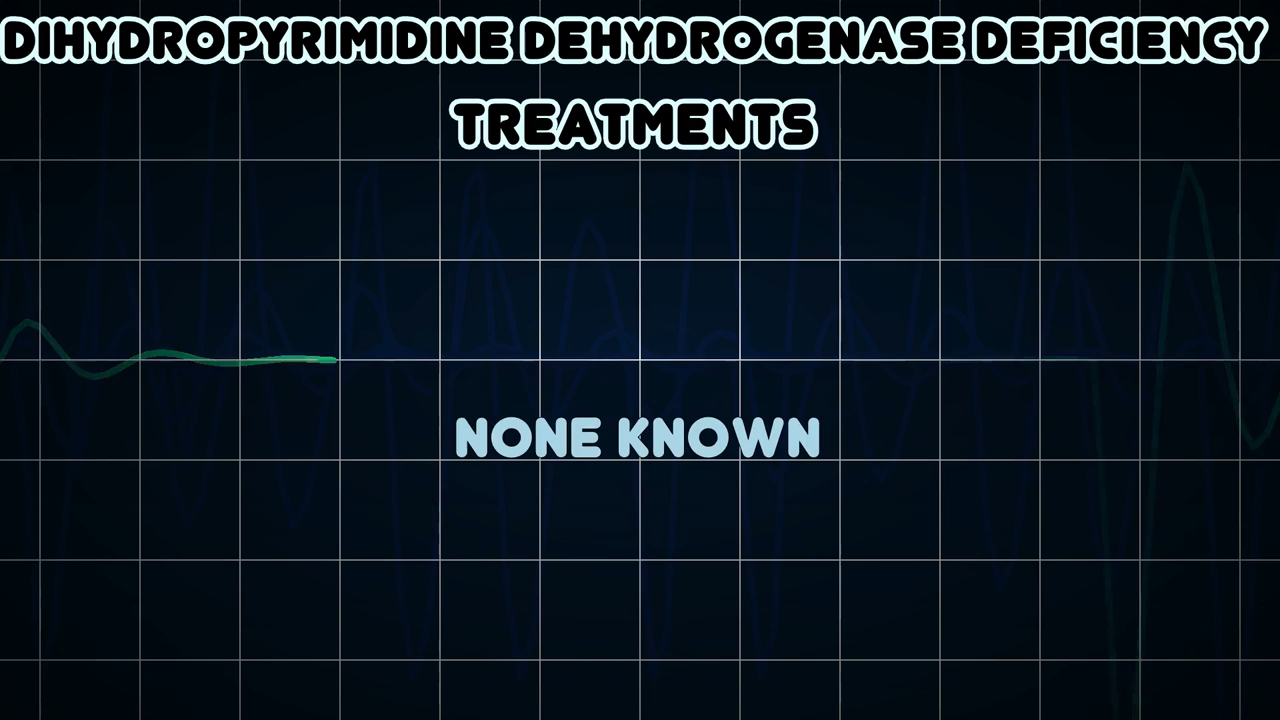 DIHYDROPYRIMIDINE DEHYDROGENASE DEFICIENCY
TREATMENTS
NONE KNOWN